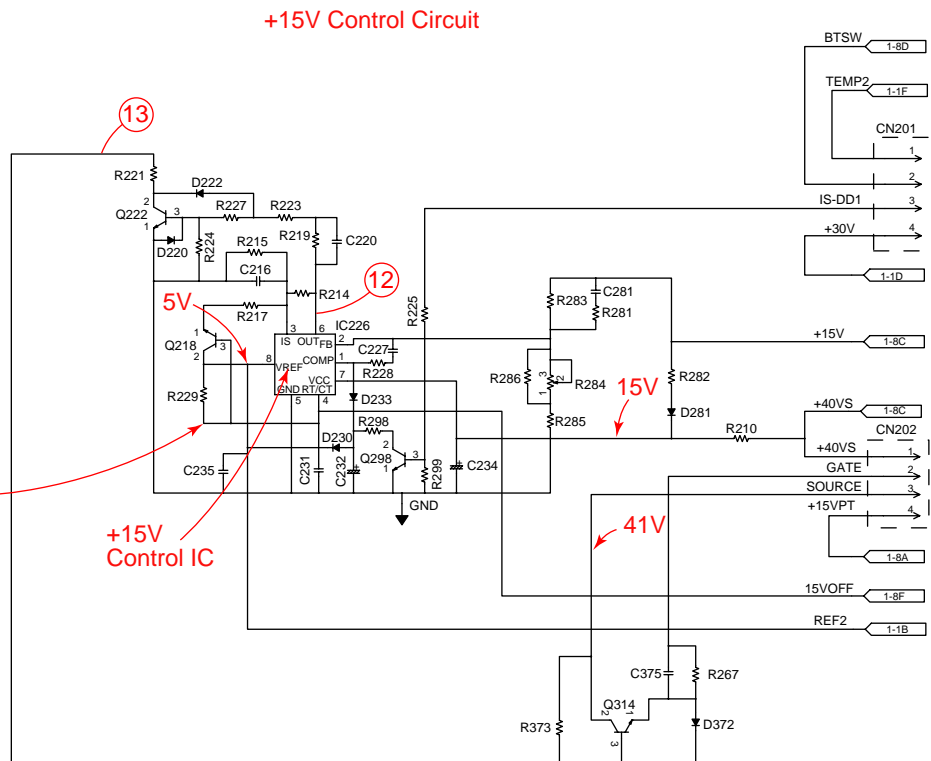 +15V Control Circuit
BTSW
1-8D
TEMP2
1-1F
CN201
1
2
IS-DD1
3
+30V
4
1-1D
13
R221
D222
2
Q222
3
R227
R223
1
D220
R224
R219
C220
R215
C216
R214
12
5V
R217
R225
R283
C281
R281
3
6
IC226
IS
OUT
FB
2
+15V
1-8C
1
Q218
3
2
8
VREF
COMP
1
C227
R228
VCC
7
GND
RT/CT
5
4
R286
3
2
1
R284
R282
R229
D233
15V
D281
+40VS
1-8C
R285
R210
CN202
R298
+40VS
1
D230
2
Q298
3
1
GATE
2
C235
C231
C232
R299
C234
SOURCE
3
+15VPT
4
GND
41V
+15V
Control IC
1-8A
15VOFF
1-8F
REF2
1-1B
C375
R267
Q314
2
1
R373
D372
3